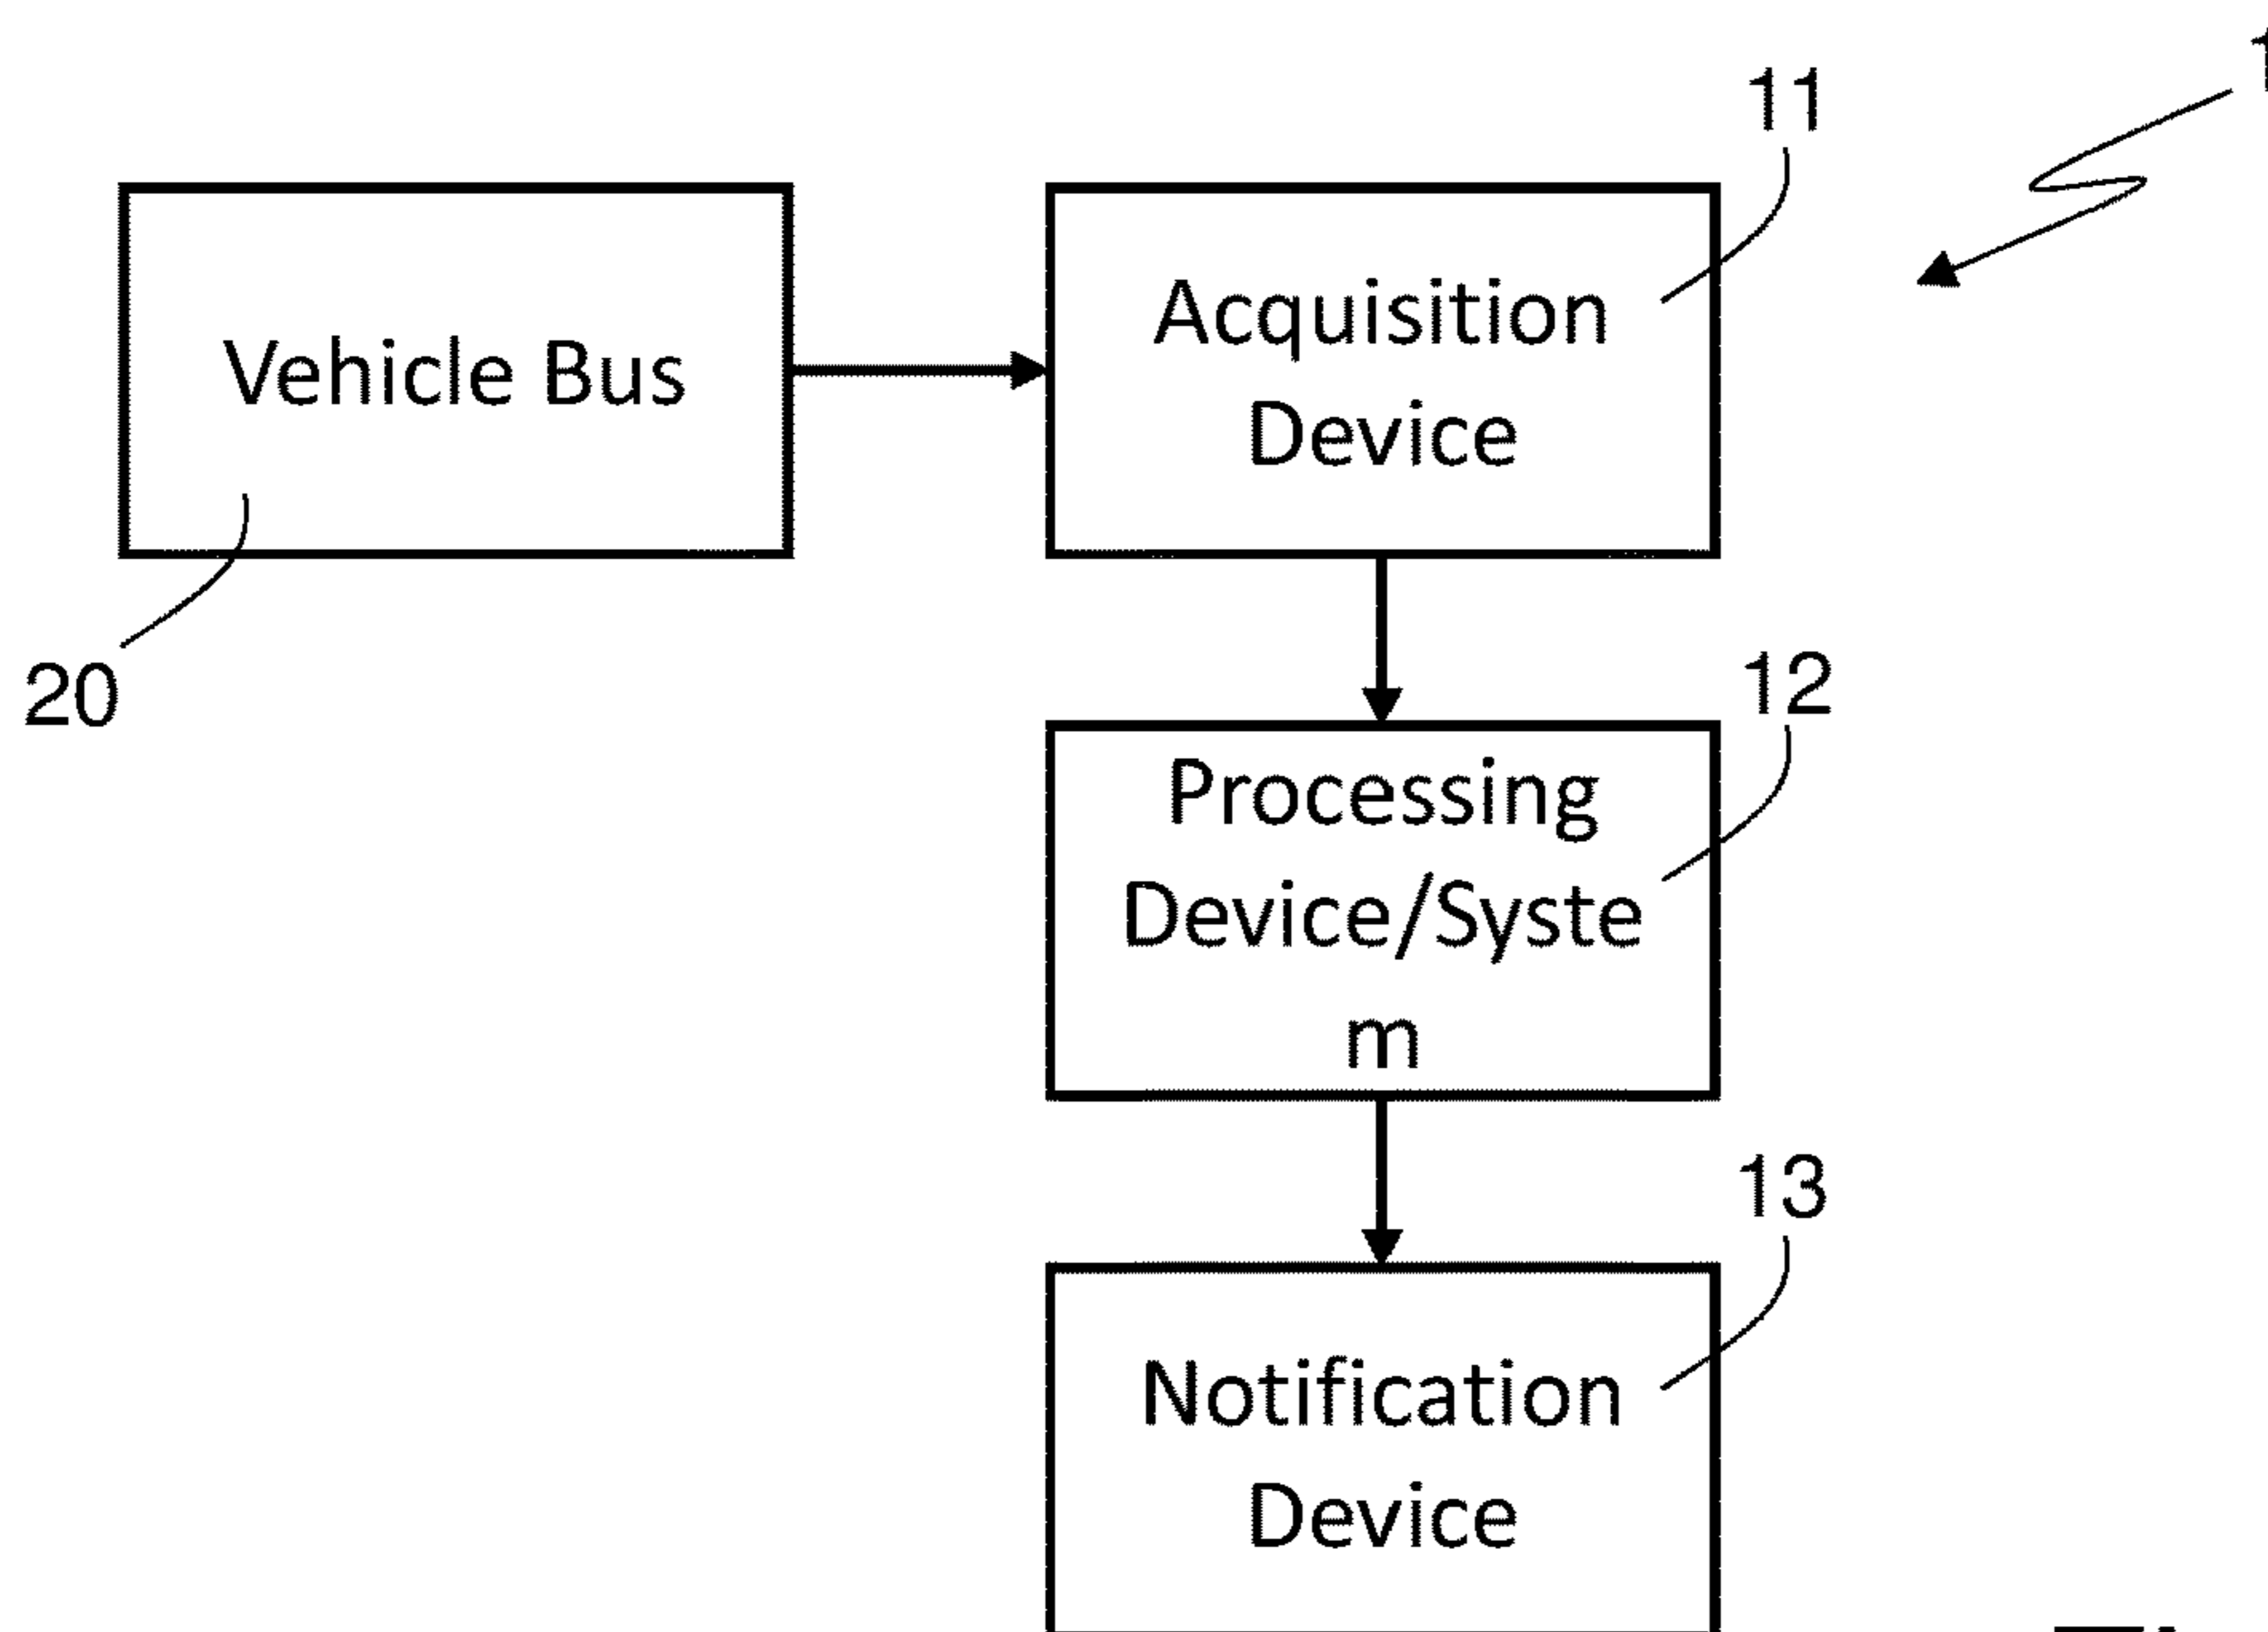 11
Vehicle Bus
Acquisition
Device
20
12
Processing
Device/Syste
m
13
Notification
Device